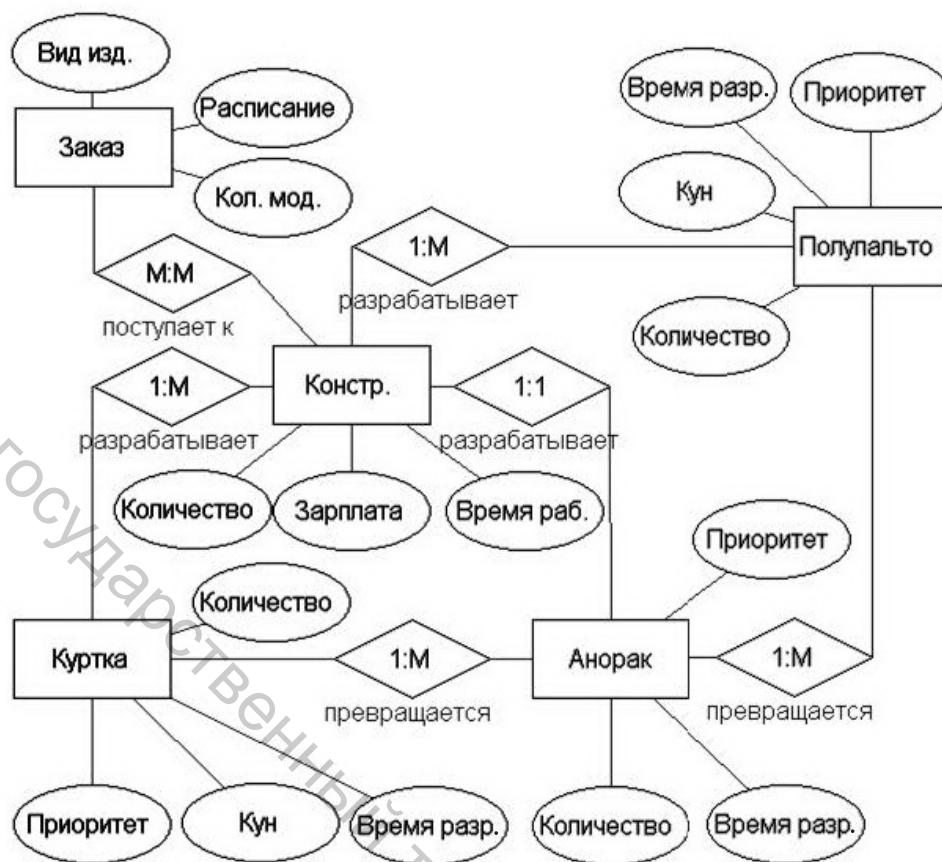 Вид изд.
Расписание
Заказ
Кол. мод.
Время разр.
Приоритет
Кун
Полупальто
Количество
М:М
поступает к
1:М
разрабатывает
1:М
разрабатывает
Констр.
1:1
разрабатывает
Количество
Зарплата
Время раб.
Приоритет
Количество
Куртка
1:М
превращается
Анорак
1:М
превращается
Приоритет
Кун
Время разр.
Количество
Время разр.
государственный